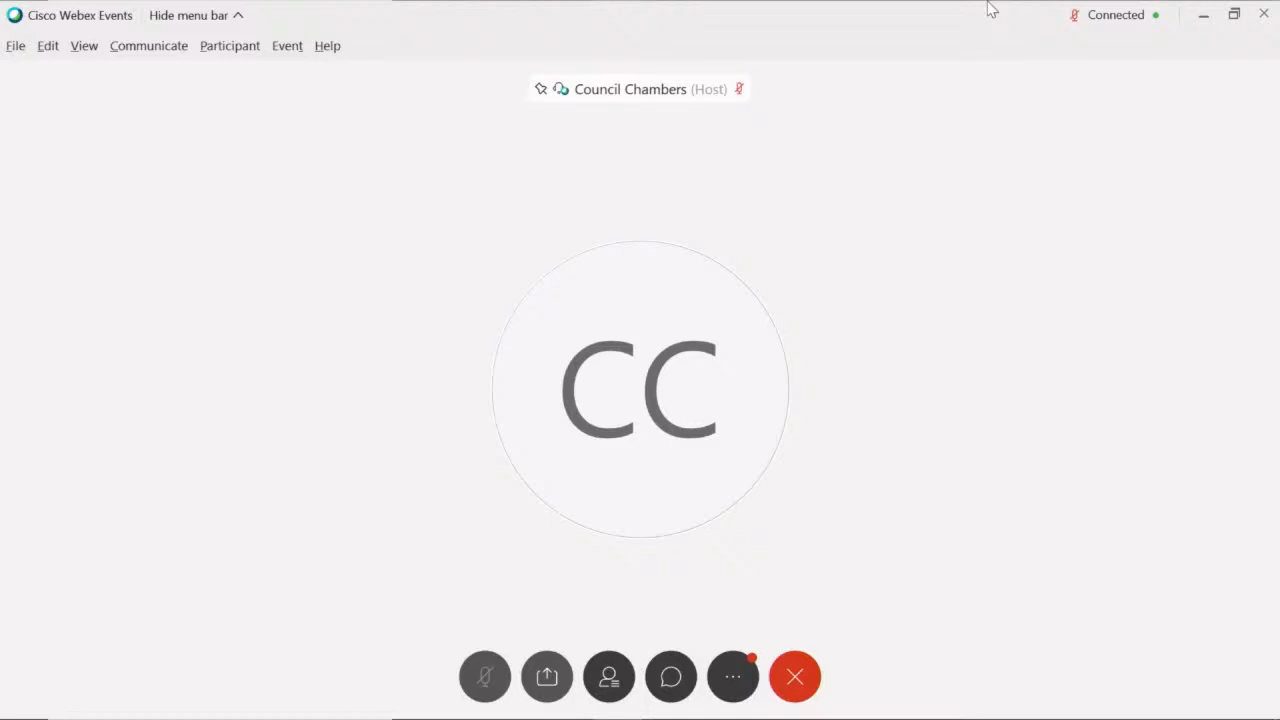 Cisco Webex Events Hide menu bar Connected
File Edit View Communicate Participant Event Help
Council Chambers (Host)
CC